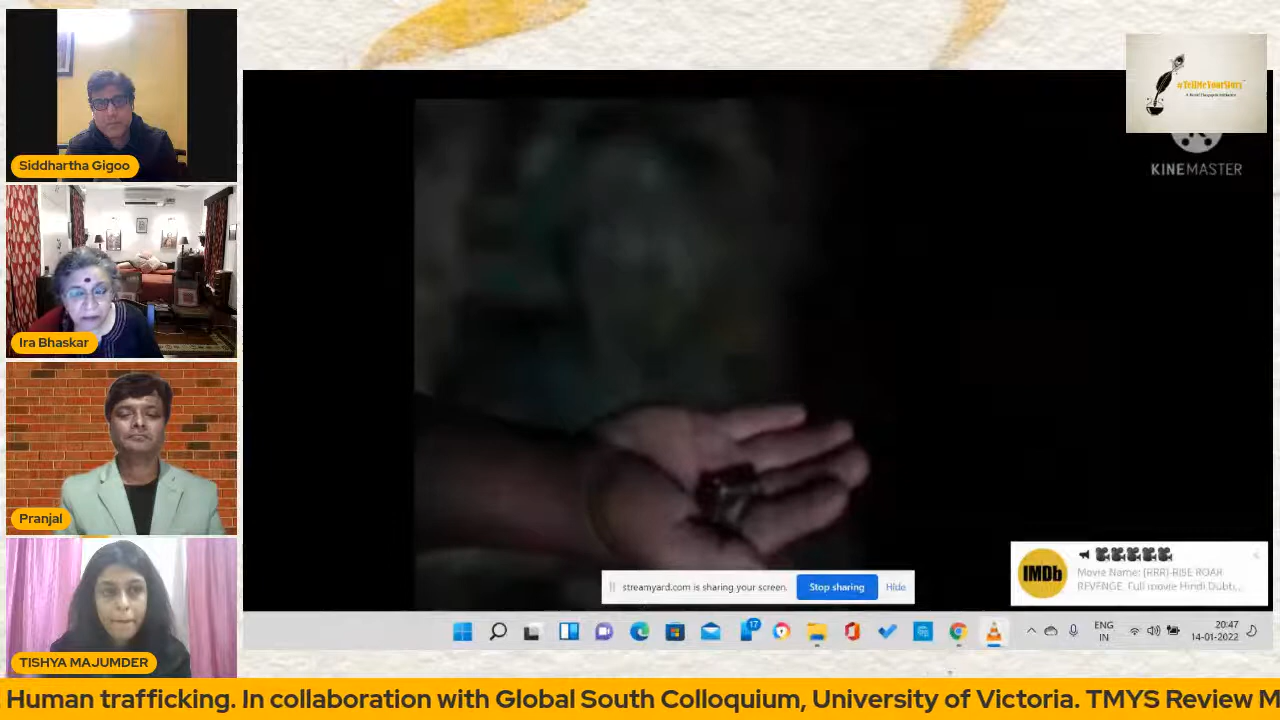 Siddhartha Gigoo
#TellMeYourStory
KINEMASTER
Ira Bhaskar
Pranjal
IMDb
Movie Name: (RRR)-RISE ROAR
REVENGE. Full movie Hindi Dubb...
streamyard.com is sharing your screen.
Stop sharing
Hide
17
ENG
IN
20:47
14-01-2022
TISHYA MAJUMDER
Human trafficking. In collaboration with Global South Colloquium, University of Victoria. TMYS Review M